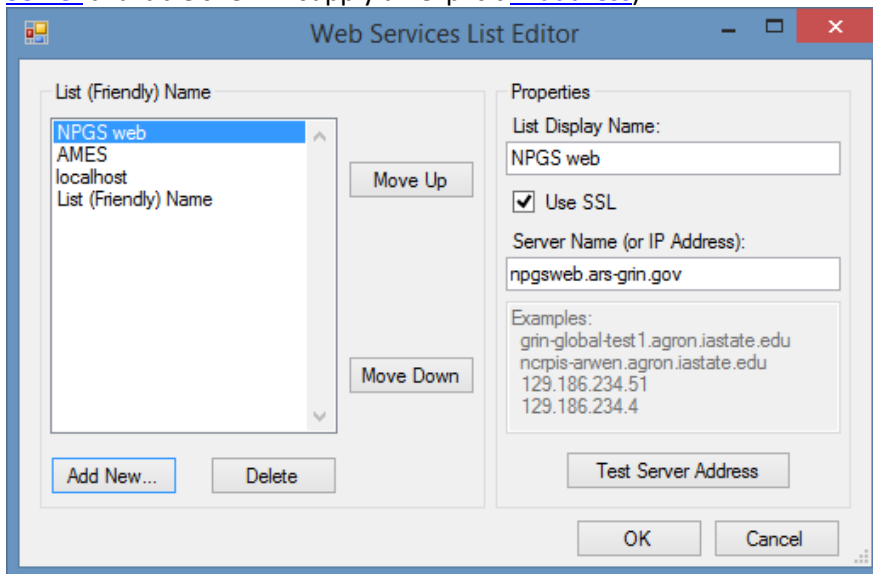 Web Services List Editor
List (Friendly) Name
NPGS web
AMES
localhost
List (Friendly) Name
Move Up
Move Down
Add New...
Delete
Properties
List Display Name:
NPGS web
Use SSL
Server Name (or IP Address):
npgsweb.ars-grin.gov
Examples:
grin-global-test1.agron.iastate.edu
ncrpis-arwen.agron.iastate.edu
129.186.234.51
129.186.234.4
Test Server Address
OK
Cancel